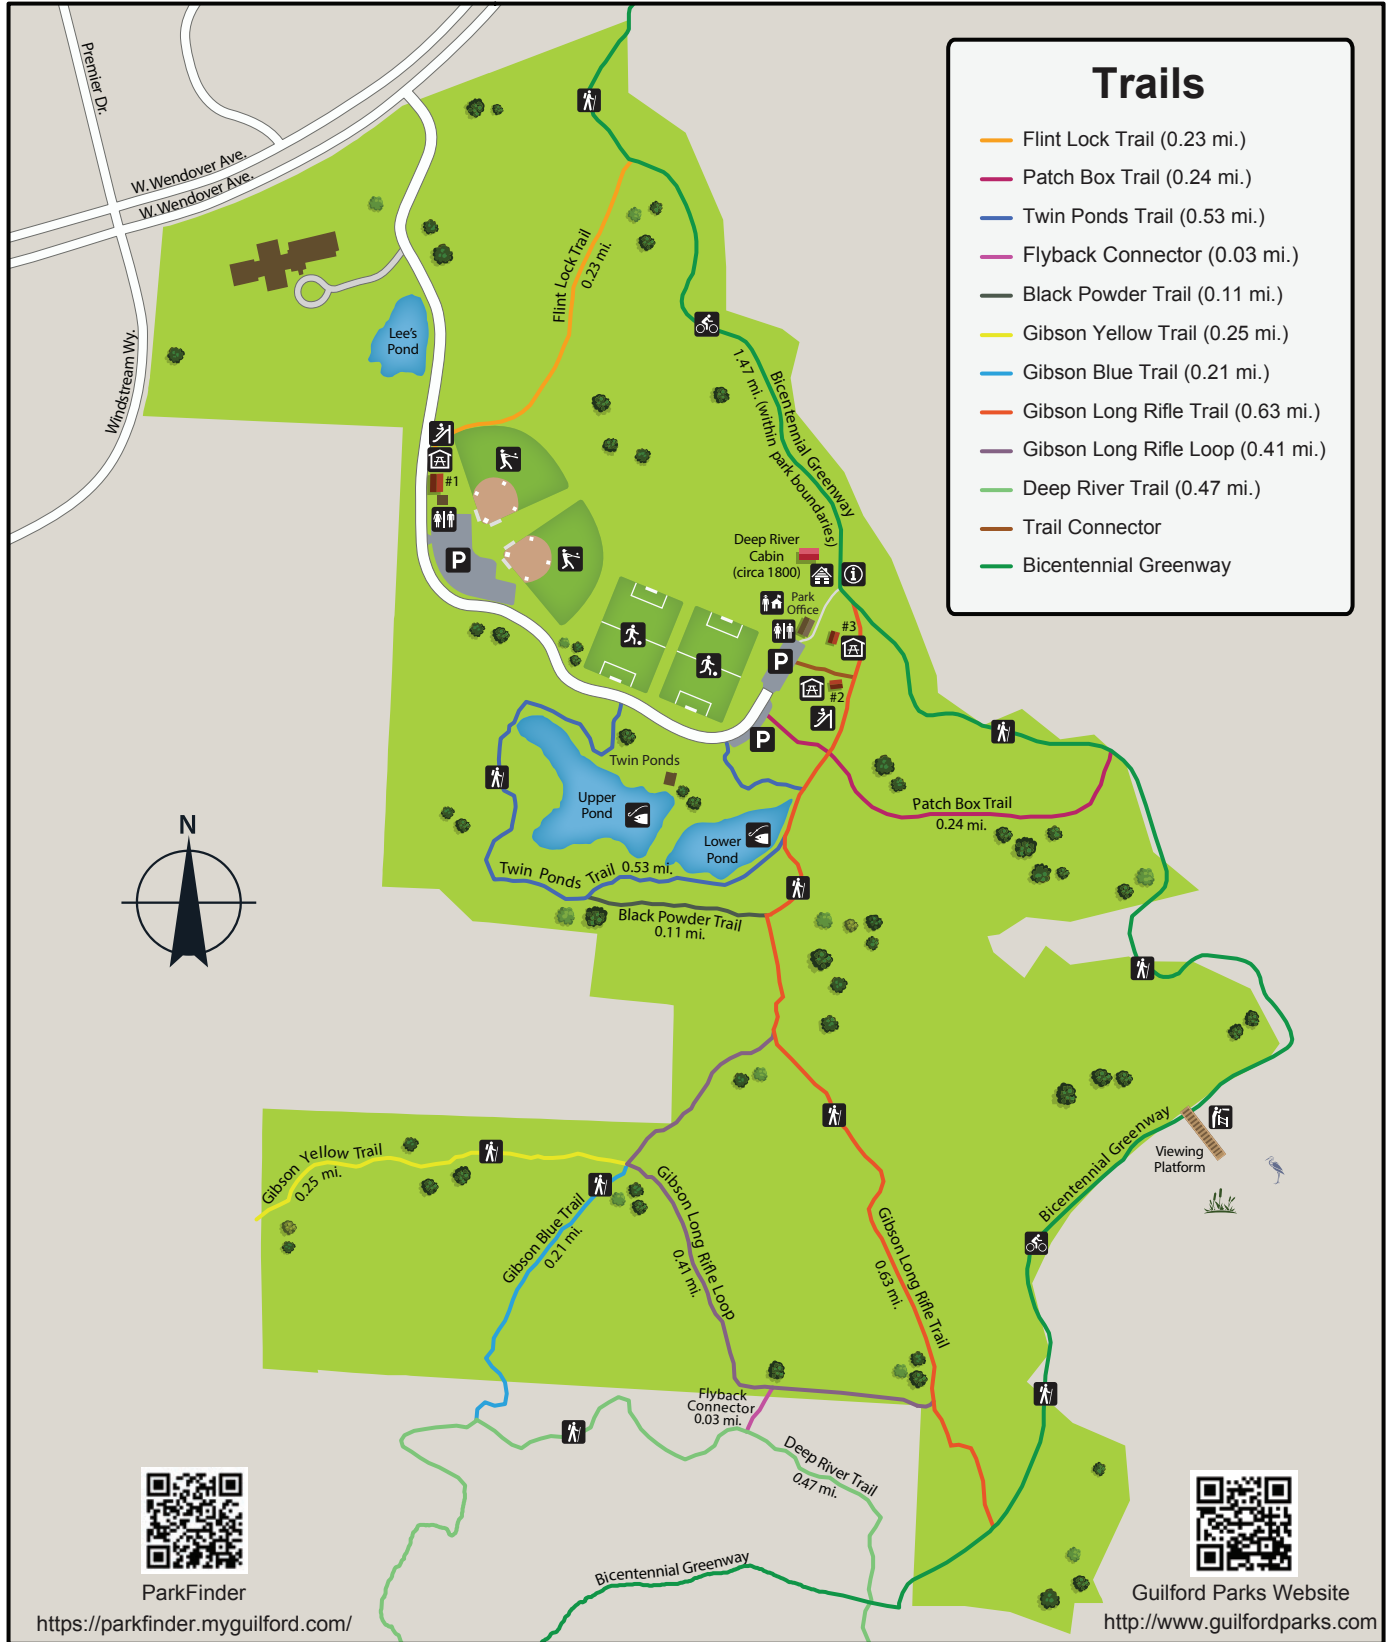 Trails
Flint Lock Trail (0.23 mi.)
Patch Box Trail (0.24 mi.)
Twin Ponds Trail (0.53 mi.)
Flyback Connector (0.03 mi.)
Black Powder Trail (0.11 mi.)
Gibson Yellow Trail (0.25 mi.)
Gibson Blue Trail (0.21 mi.)
Gibson Long Rifle Trail (0.63 mi.)
Gibson Long Rifle Loop (0.41 mi.)
Deep River Trail (0.47 mi.)
Trail Connector
Bicentennial Greenway
Premier Dr.
W. Wendover Ave.
W. Wendover Ave.
Windstream Wy.
Lee's
Pond
Flint Lock Trail
0.23 mi.
Bicentennial Greenway
1.47 mi. (within park boundaries)
#1
P
Deep River
Cabin
(circa 1800)
i
Park
Office
#3
P
#2
P
Twin Ponds
Upper
Pond
Lower
Pond
Patch Box Trail
0.24 mi.
Twin Ponds Trail 0.53 mi.
Black Powder Trail
0.11 mi.
N
Gibson Yellow Trail
0.25 mi.
Gibson Blue Trail
0.21 mi.
Gibson Long Rifle Loop
0.41 mi.
Gibson Long Rifle Trail
0.63 mi.
Bicentennial Greenway
Viewing
Platform
Flyback
Connector
0.03 mi.
Deep River Trail
0.47 mi.
Bicentennial Greenway
ParkFinder
https://parkfinder.myguilford.com/
Guilford Parks Website
http://www.guilfordparks.com